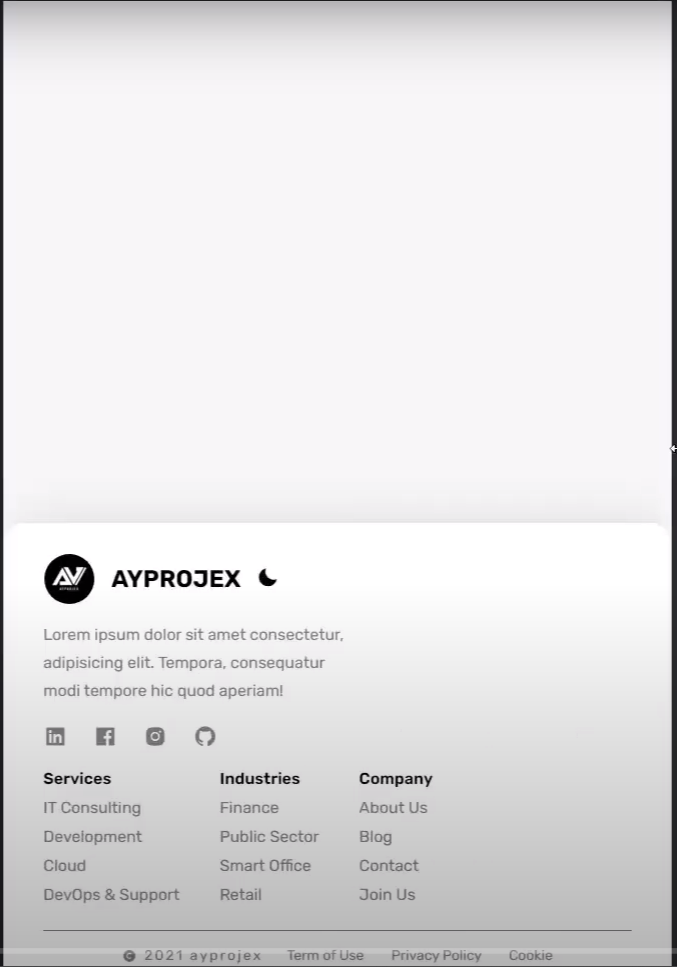 AYPROJEX
Lorem ipsum dolor sit amet consectetur,
adipisicing elit. Tempora, consequatur
modi tempore hic quod aperiam!
Services Industries Company
IT Consulting Finance About Us
Development Public Sector Blog
Cloud Smart Office Contact
DevOps & Support Retail Join Us
© 2021 ayprojex Term of Use Privacy Policy Cookie